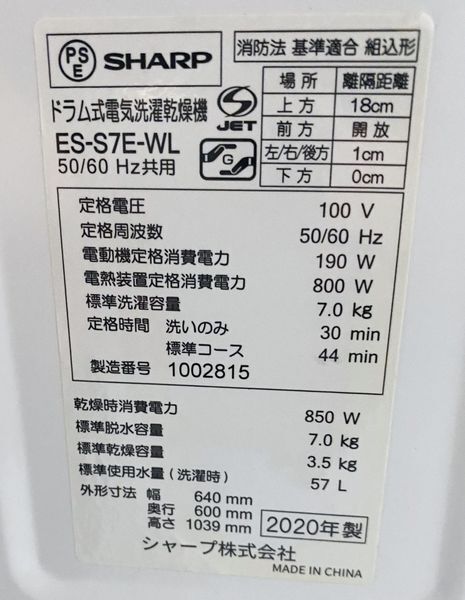 PS
E
SHARP
ドラム式電気洗濯乾燥機
ES-S7E-WL
50/60 Hz共用
S
JET
G
消防法 基準適合 組込形
場所 離隔距離
上方 18cm
前方 開放
左/右/後方 1cm
下方 0cm
定格電圧 100 V
定格周波数 50/60 Hz
電動機定格消費電力 190 W
電熱装置定格消費電力 800 W
標準洗濯容量 7.0 kg
定格時間 洗いのみ 30 min
標準コース 44 min
製造番号 1002815
乾燥時消費電力 850 W
標準脱水容量 7.0 kg
標準乾燥容量 3.5 kg
標準使用水量(洗濯時) 57 L
外形寸法 幅 640 mm
奥行 600 mm
高さ 1039 mm
2020年製
シャープ株式会社
MADE IN CHINA